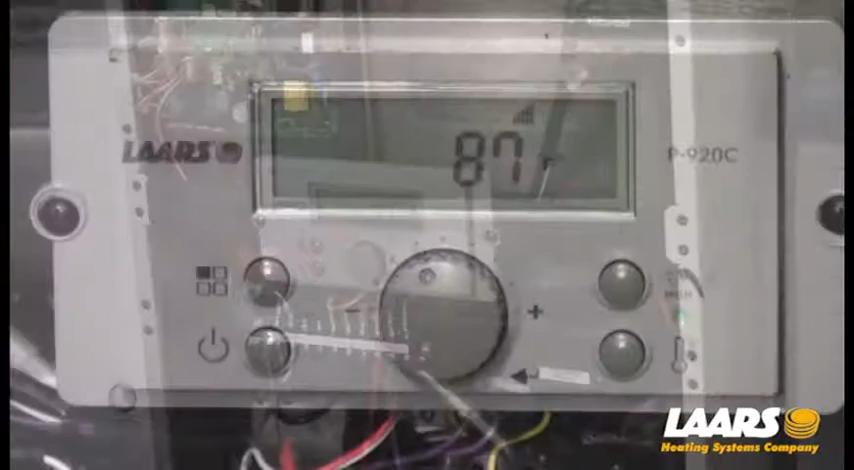 LAARS
87 F
P-920C
- +
LAARS
Heating Systems Company